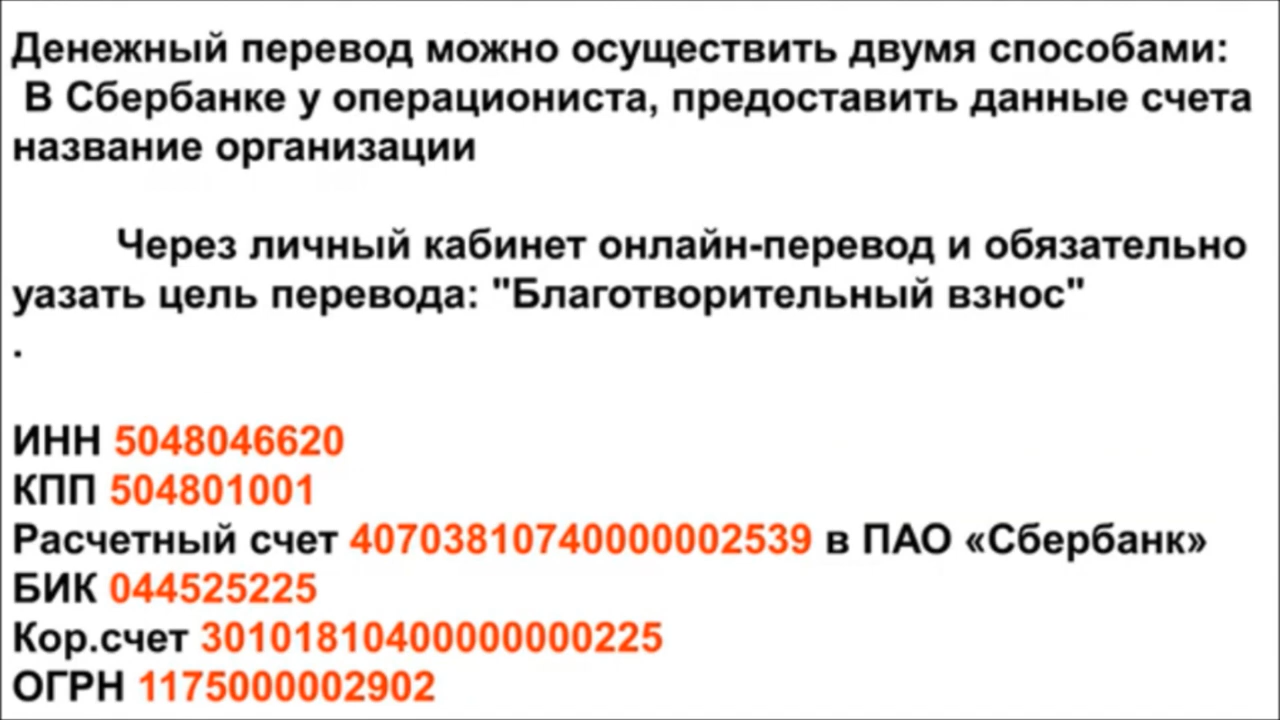 Денежный перевод можно осуществить двумя способами:
В Сбербанке у операциониста, предоставить данные счета
название организации
Через личный кабинет онлайн-перевод и обязательно
уазать цель перевода: "Благотворительный взнос"
.
ИНН 5048046620
КПП 504801001
Расчетный счет 40703810740000002539 в ПАО «Сбербанк»
БИК 044525225
Кор.счет 30101810400000000225
ОГРН 1175000002902